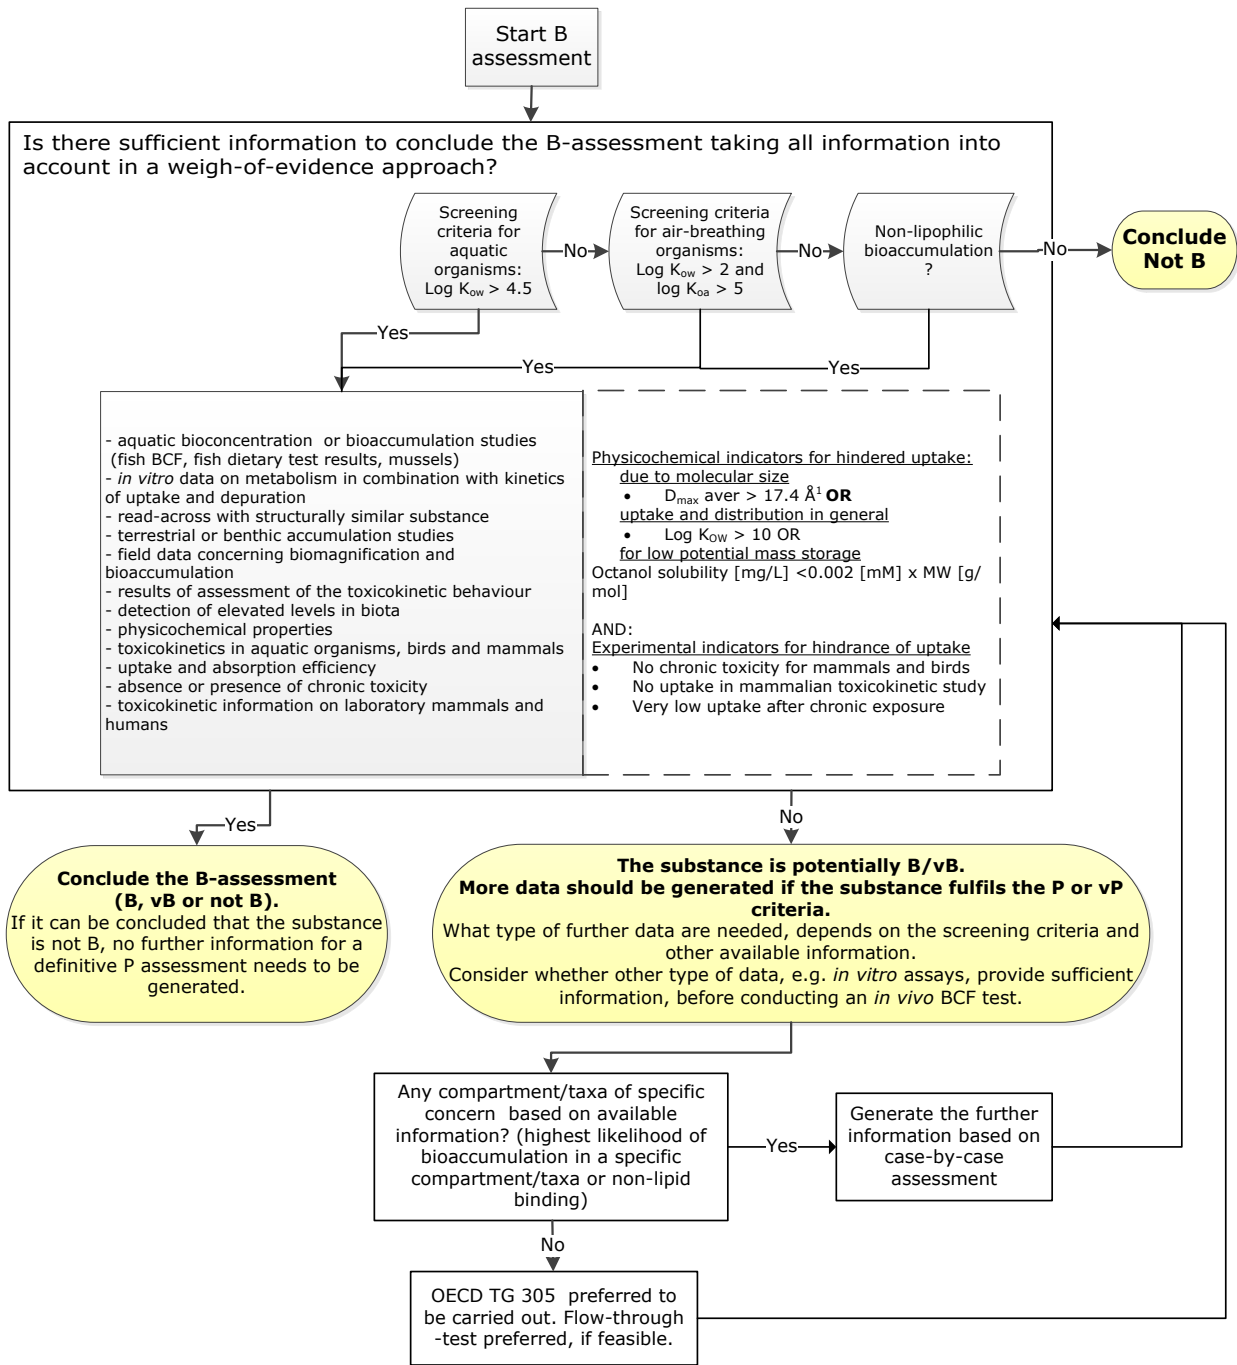 Start B
assessment
Is there sufficient information to conclude the B-assessment taking all information into
account in a weigh-of-evidence approach?
Screening
criteria for
aquatic
organisms:
Log Kow > 4.5
No
Screening criteria
for air-breathing
organisms:
Log Kow > 2 and
log Koa > 5
No
Non-lipophilic
bioaccumulation
?
No
Conclude
Not B
Yes
Yes
Yes
- aquatic bioconcentration or bioaccumulation studies
(fish BCF, fish dietary test results, mussels)
- in vitro data on metabolism in combination with kinetics
of uptake and depuration
- read-across with structurally similar substance
- terrestrial or benthic accumulation studies
- field data concerning biomagnification and
bioaccumulation
- results of assessment of the toxicokinetic behaviour
- detection of elevated levels in biota
- physicochemical properties
- toxicokinetics in aquatic organisms, birds and mammals
- uptake and absorption efficiency
- absence or presence of chronic toxicity
- toxicokinetic information on laboratory mammals and
humans
Physicochemical indicators for hindered uptake:
due to molecular size
• Dmax aver > 17.4 Å¹ OR
uptake and distribution in general
• Log KOW > 10 OR
for low potential mass storage
Octanol solubility [mg/L] <0.002 [mM] x MW [g/
mol]
AND:
Experimental indicators for hindrance of uptake
• No chronic toxicity for mammals and birds
• No uptake in mammalian toxicokinetic study
• Very low uptake after chronic exposure
Yes
No
Conclude the B-assessment
(B, vB or not B).
If it can be concluded that the substance
is not B, no further information for a
definitive P assessment needs to be
generated.
The substance is potentially B/vB.
More data should be generated if the substance fulfils the P or vP
criteria.
What type of further data are needed, depends on the screening criteria and
other available information.
Consider whether other type of data, e.g. in vitro assays, provide sufficient
information, before conducting an in vivo BCF test.
Any compartment/taxa of specific
concern based on available
information? (highest likelihood of
bioaccumulation in a specific
compartment/taxa or non-lipid
binding)
Yes
Generate the further
information based on
case-by-case
assessment
No
OECD TG 305 preferred to
be carried out. Flow-through
-test preferred, if feasible.